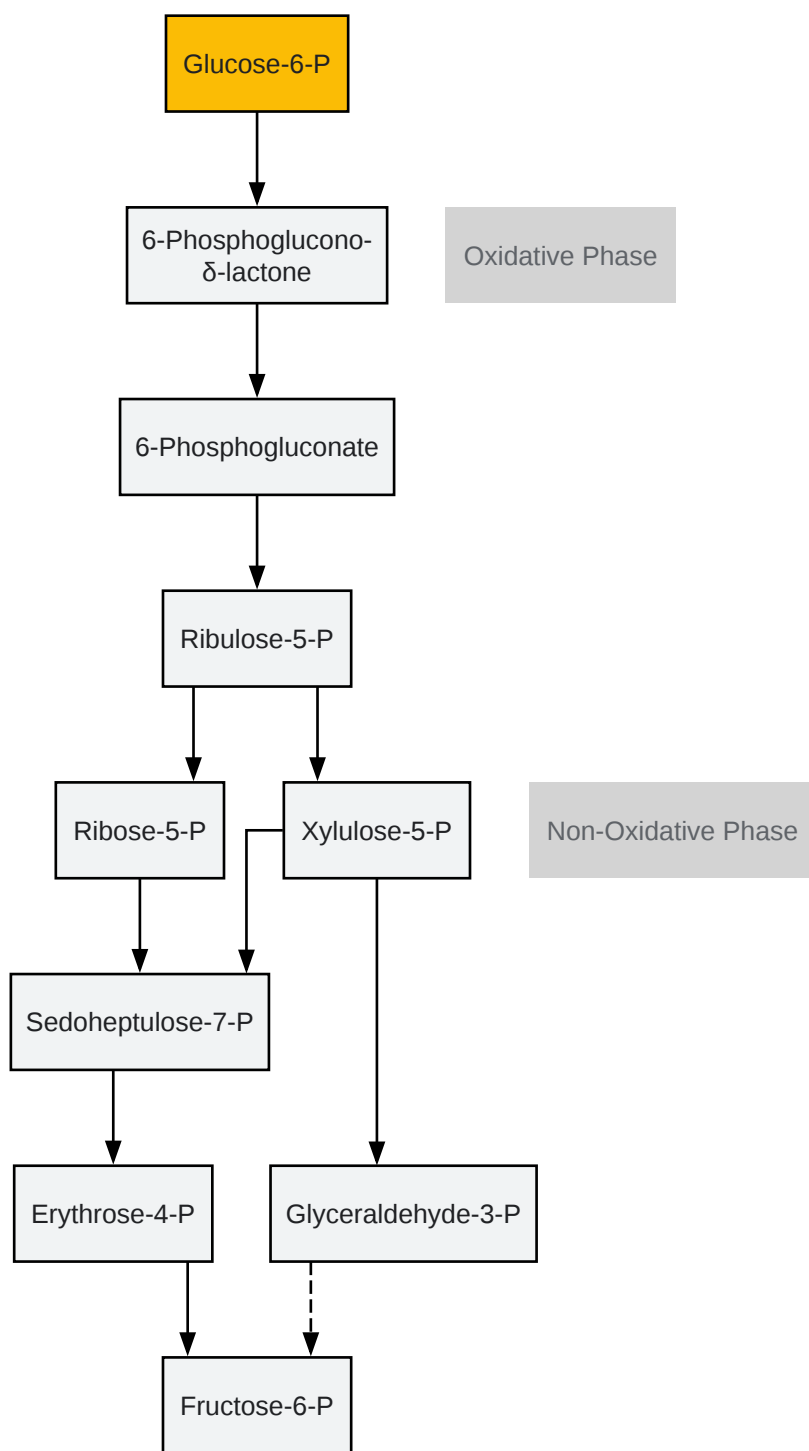 Glucose-6-P
6-Phosphoglucono-
δ-lactone
Oxidative Phase
6-Phosphogluconate
Ribulose-5-P
Ribose-5-P
Xylulose-5-P
Non-Oxidative Phase
Sedoheptulose-7-P
Erythrose-4-P
Glyceraldehyde-3-P
Fructose-6-P